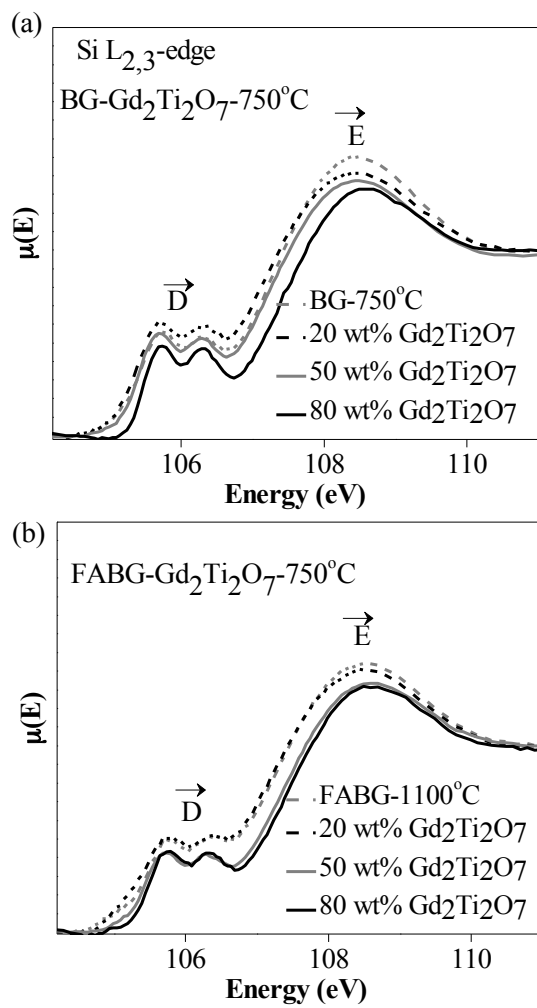 (a)
Si L2,3-edge
BG-Gd2Ti2O7-750°C
E
D
μ(E)
BG-750°C
20 wt% Gd2Ti2O7
50 wt% Gd2Ti2O7
80 wt% Gd2Ti2O7
106 108 110
Energy (eV)
(b)
FABG-Gd2Ti2O7-750°C
E
D
μ(E)
FABG-1100°C
20 wt% Gd2Ti2O7
50 wt% Gd2Ti2O7
80 wt% Gd2Ti2O7
106 108 110
Energy (eV)